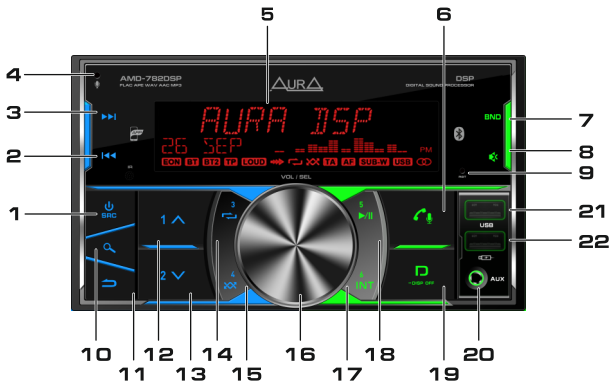 5
6
4
AMD-782DSP
FLAC APE WAV AAC MP3
AURA
DSP
DIGITAL SOUND PROCESSOR
3
AURA DSP
BND
7
26 SEP
PM
2
EON BT BT2 TP LOUD TA AF SUB-W USB
8
VOL / SEL
9
1
SRC
3
5
1
USB
21
22
2
4
6
INT
D
DSP OFF
AUX
10
11
12
13
14
15
16
17
18
19
20